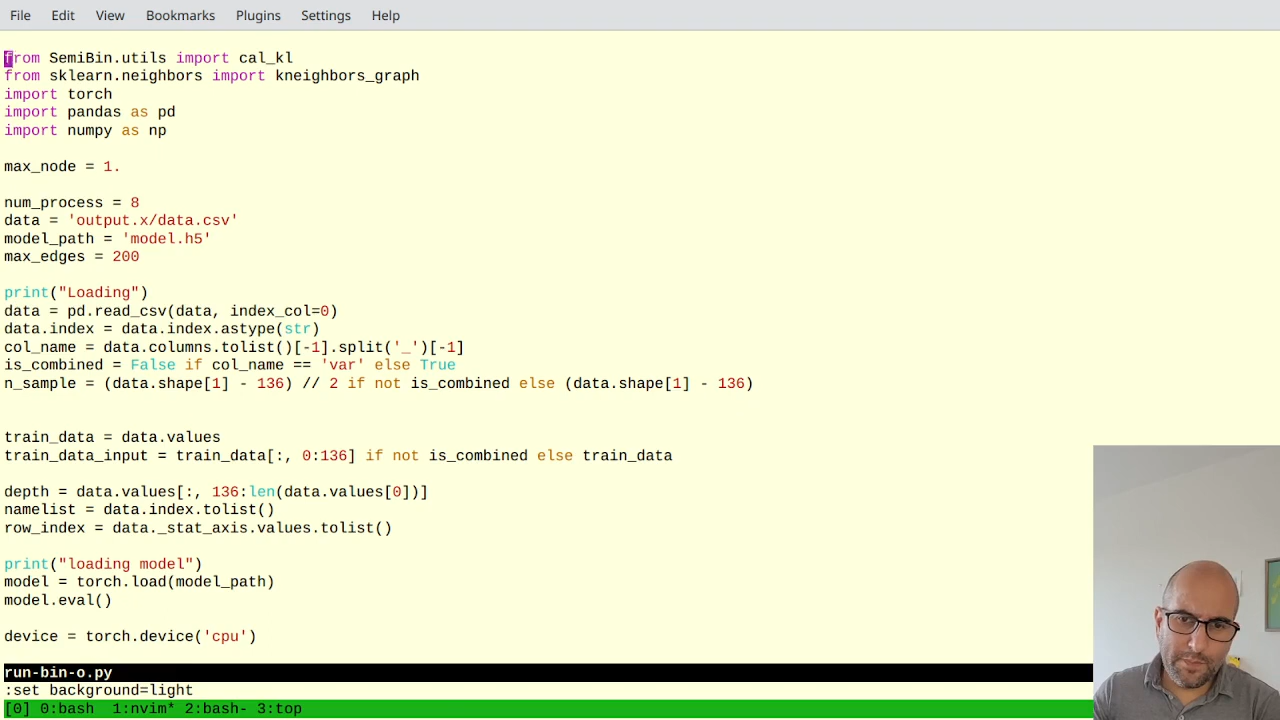 File Edit View Bookmarks Plugins Settings Help
from SemiBin.utils import cal_kl
from sklearn.neighbors import kneighbors_graph
import torch
import pandas as pd
import numpy as np
max_node = 1.
num_process = 8
data = 'output.x/data.csv'
model_path = 'model.h5'
max_edges = 200
print("Loading")
data = pd.read_csv(data, index_col=0)
data.index = data.index.astype(str)
col_name = data.columns.tolist()[-1].split('_')[-1]
is_combined = False if col_name == 'var' else True
n_sample = (data.shape[1] - 136) // 2 if not is_combined else (data.shape[1] - 136)
train_data = data.values
train_data_input = train_data[:, 0:136] if not is_combined else train_data
depth = data.values[:, 136:len(data.values[0])]
namelist = data.index.tolist()
row_index = data._stat_axis.values.tolist()
print("loading model")
model = torch.load(model_path)
model.eval()
device = torch.device('cpu')
run-bin-o.py
:set background=light
[0] 0:bash  1:nvim* 2:bash- 3:top